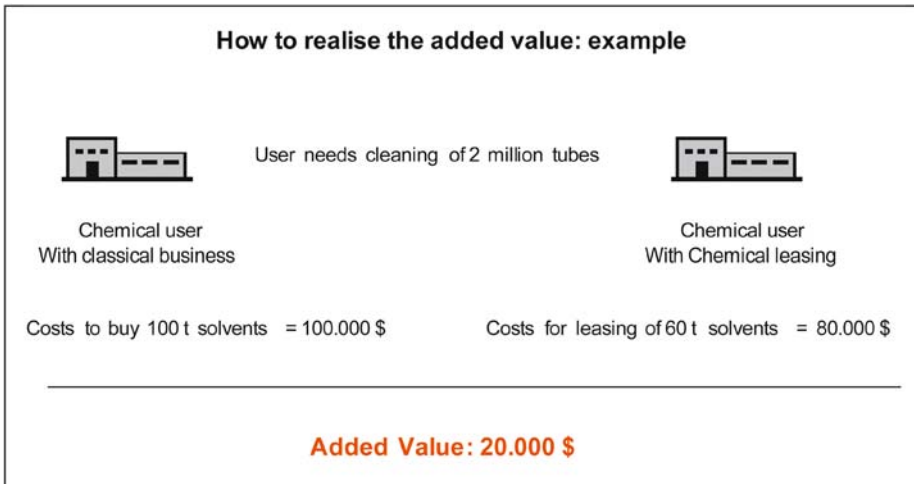 How to realise the added value: example
User needs cleaning of 2 million tubes
Chemical user
With classical business
Chemical user
With Chemical leasing
Costs to buy 100 t solvents = 100.000 $
Costs for leasing of 60 t solvents = 80.000 $
Added Value: 20.000 $